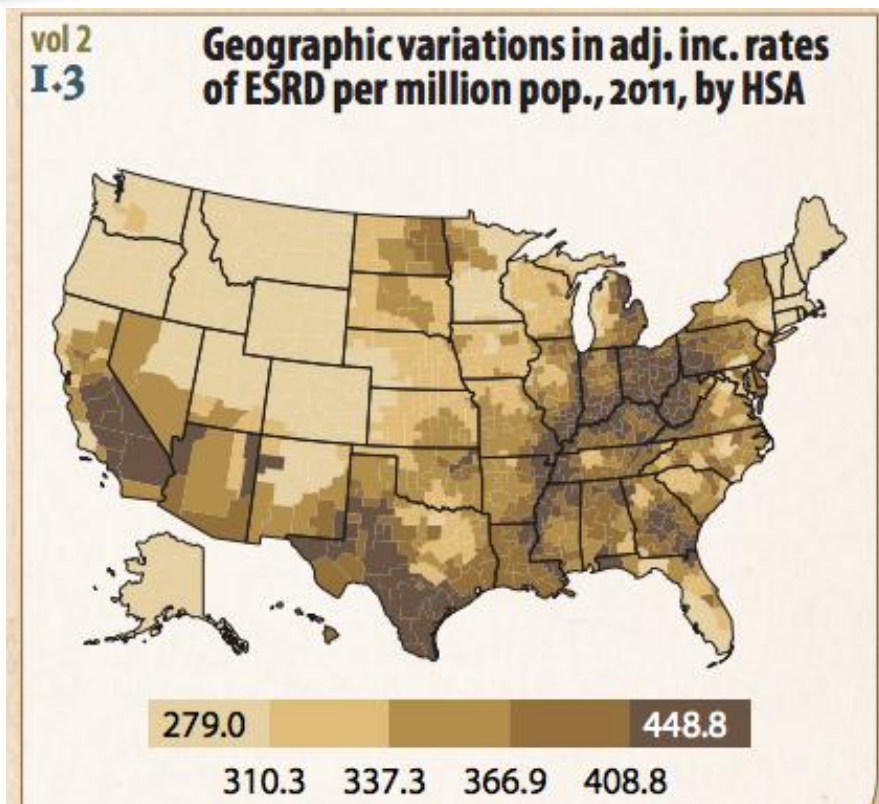 vol 2
1.3
Geographic variations in adj. inc. rates
of ESRD per million pop., 2011, by HSA
279.0 448.8
310.3 337.3 366.9 408.8